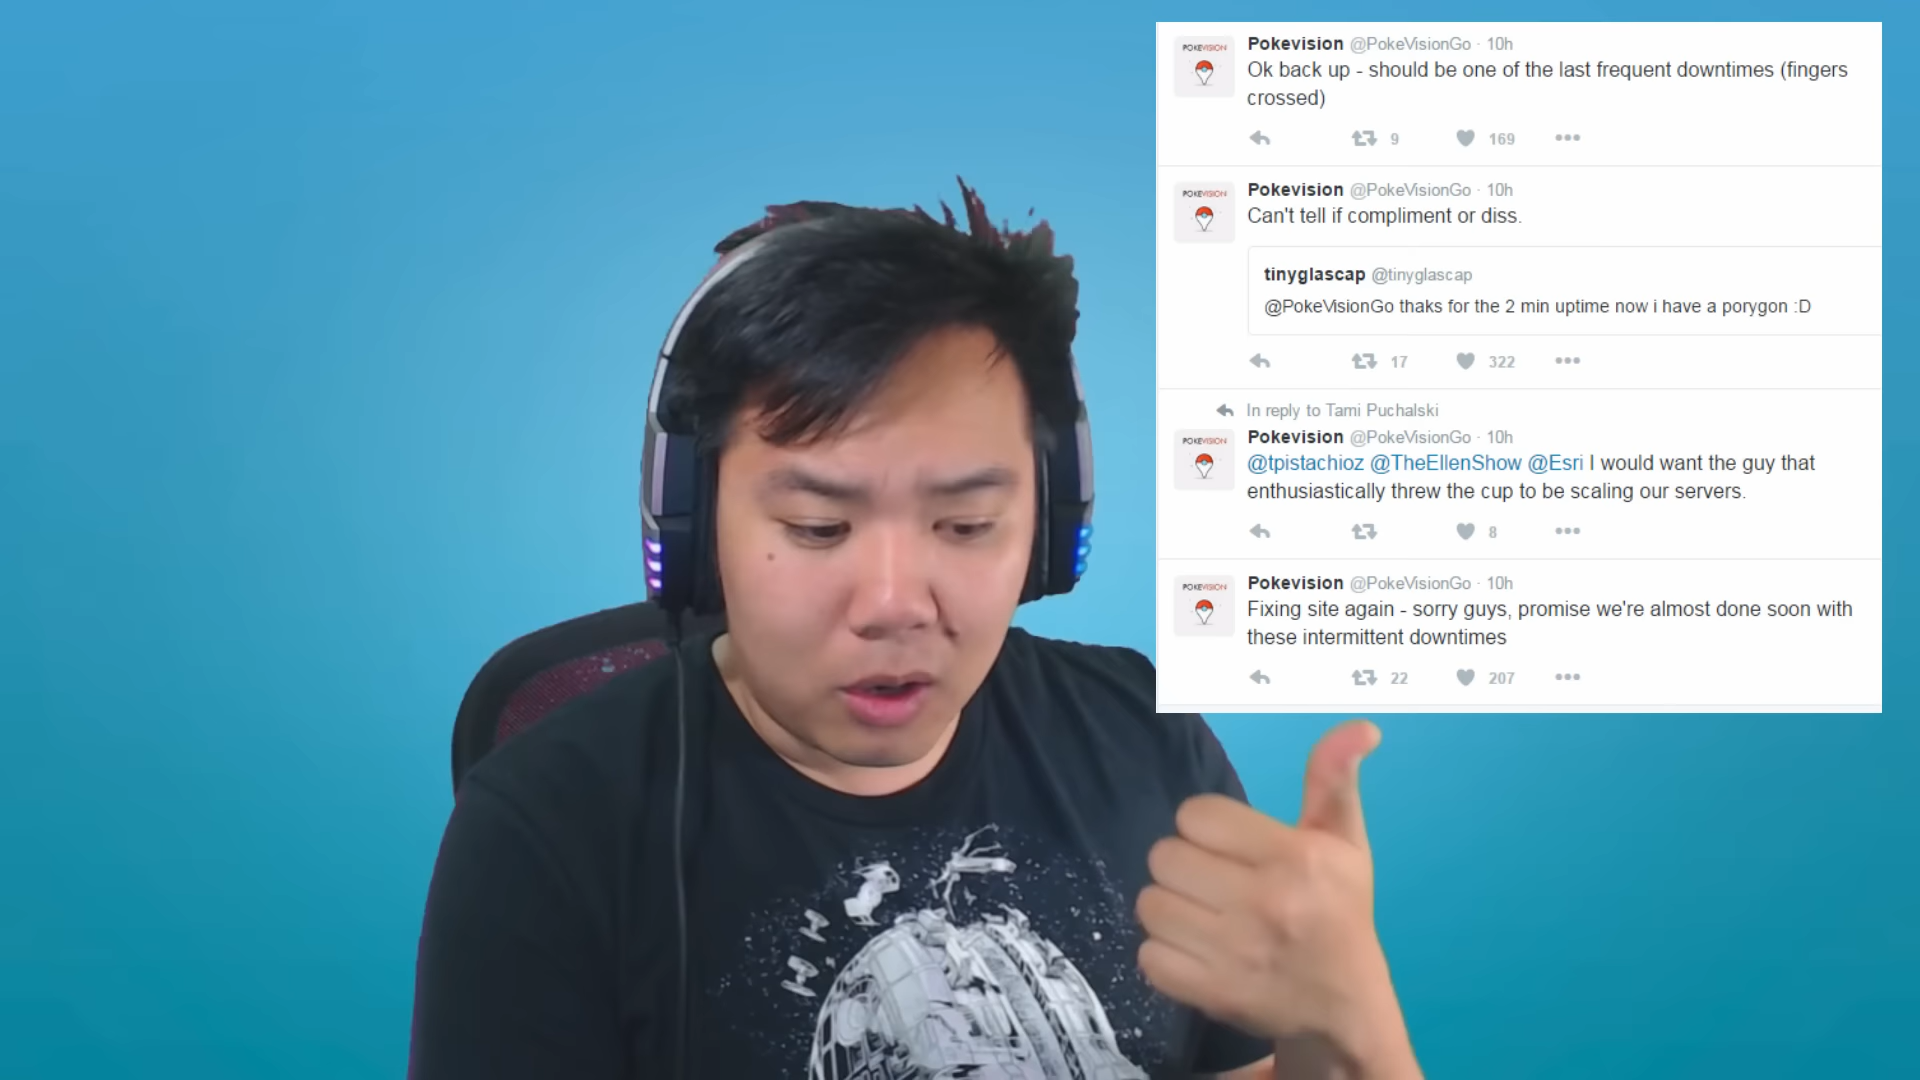 POKEVISION
Pokevision @PokeVisionGo · 10h
Ok back up - should be one of the last frequent downtimes (fingers
crossed)
9 169
POKEVISION
Pokevision @PokeVisionGo · 10h
Can't tell if compliment or diss.
tinyglascap @tinyglascap
@PokeVisionGo thaks for the 2 min uptime now i have a porygon :D
17 322
In reply to Tami Puchalski
POKEVISION
Pokevision @PokeVisionGo · 10h
@tpistachioz @TheEllenShow @Esri I would want the guy that
enthusiastically threw the cup to be scaling our servers.
8
POKEVISION
Pokevision @PokeVisionGo · 10h
Fixing site again - sorry guys, promise we're almost done soon with
these intermittent downtimes
22 207